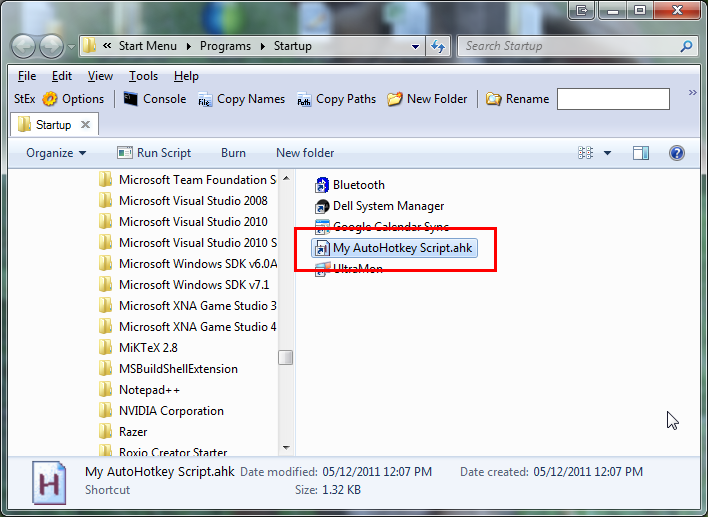 « Start Menu Programs Startup Search Startup
File Edit View Tools Help
StEx Options Console Copy Names Copy Paths New Folder Rename »
Startup
Organize Run Script Burn New folder
Microsoft Team Foundation S
Microsoft Visual Studio 2008
Microsoft Visual Studio 2010
Microsoft Visual Studio 2010 S
Microsoft Windows SDK v6.0A
Microsoft Windows SDK v7.1
Microsoft XNA Game Studio 3
Microsoft XNA Game Studio 4
MiKTeX 2.8
MSBuildShellExtension
Notepad++
NVIDIA Corporation
Razer
Roxio Creator Starter
Bluetooth
Dell System Manager
Google Calendar Sync
My AutoHotkey Script.ahk
UltraMon
My AutoHotkey Script.ahk Date modified: 05/12/2011 12:07 PM Date created: 05/12/2011 12:07 PM
Shortcut Size: 1.32 KB